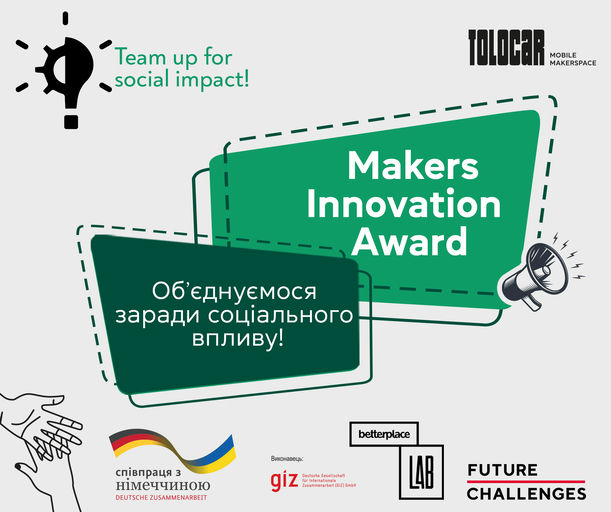 Team up for
social impact!
TOLOCAR
MOBILE
MAKERSPACE
Makers
Innovation
Award
Об’єднуємося
заради соціального
впливу!
СПІВПРАЦЯ З
НІМЕЧЧИНОЮ
DEUTSCHE ZUSAMMENARBEIT
Виконавець:
giz
Deutsche Gesellschaft
für Internationale
Zusammenarbeit (GIZ) GmbH
betterplace
LAB
FUTURE
CHALLENGES